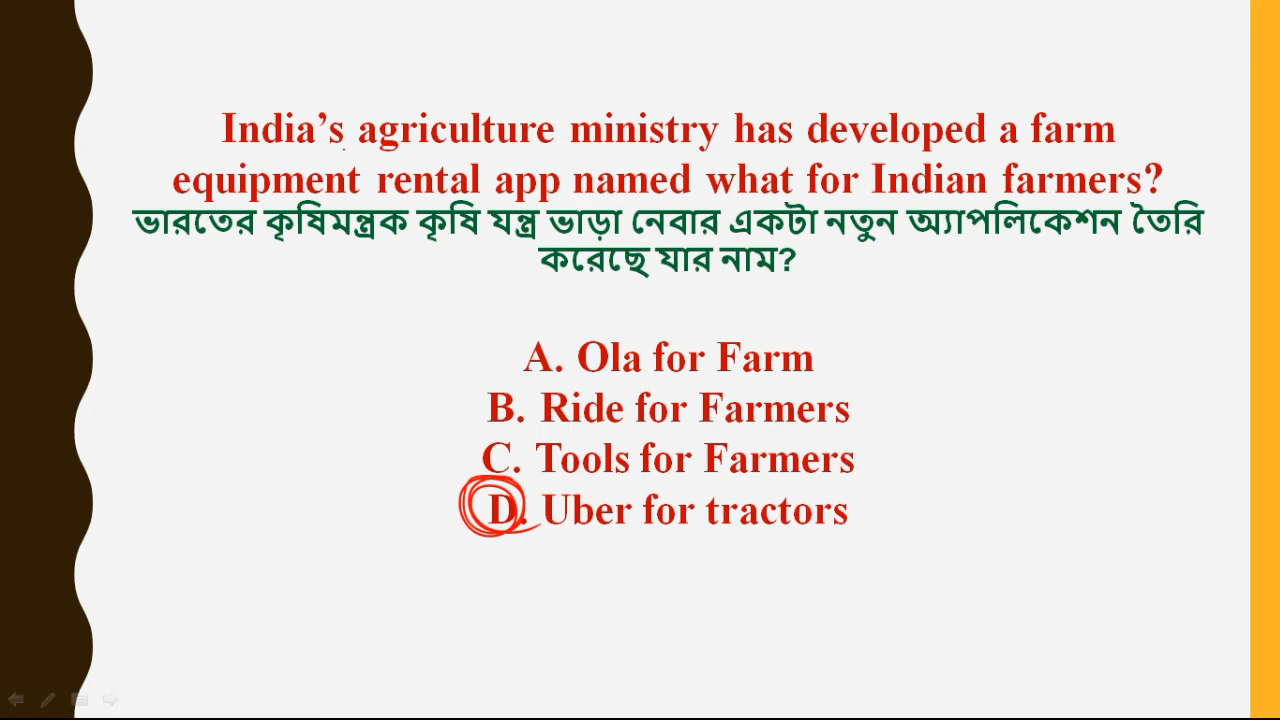 India’s agriculture ministry has developed a farm
equipment rental app named what for Indian farmers?
ভারতের কৃষিমন্ত্রক কৃষি যন্ত্র ভাড়া নেবার একটা নতুন অ্যাপলিকেশন তৈরি
করেছে যার নাম?
A. Ola for Farm
B. Ride for Farmers
C. Tools for Farmers
D. Uber for tractors